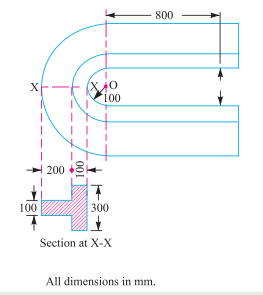 800
X
X
O
100
200
100
100
300
Section at X-X
All dimensions in mm.